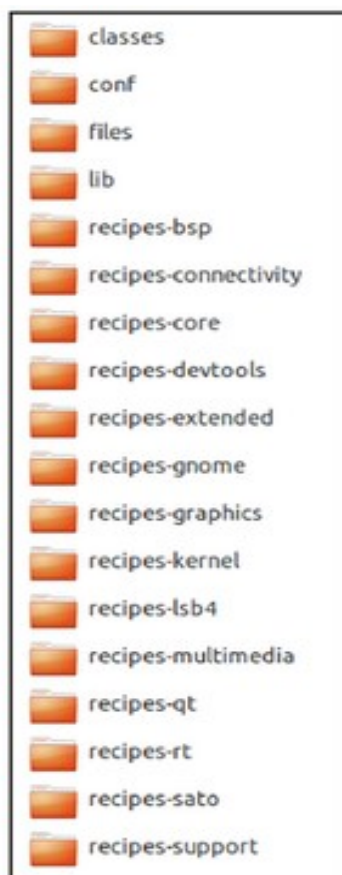 classes
conf
files
lib
recipes-bsp
recipes-connectivity
recipes-core
recipes-devtools
recipes-extended
recipes-gnome
recipes-graphics
recipes-kernel
recipes-lsb4
recipes-multimedia
recipes-qt
recipes-rt
recipes-sato
recipes-support